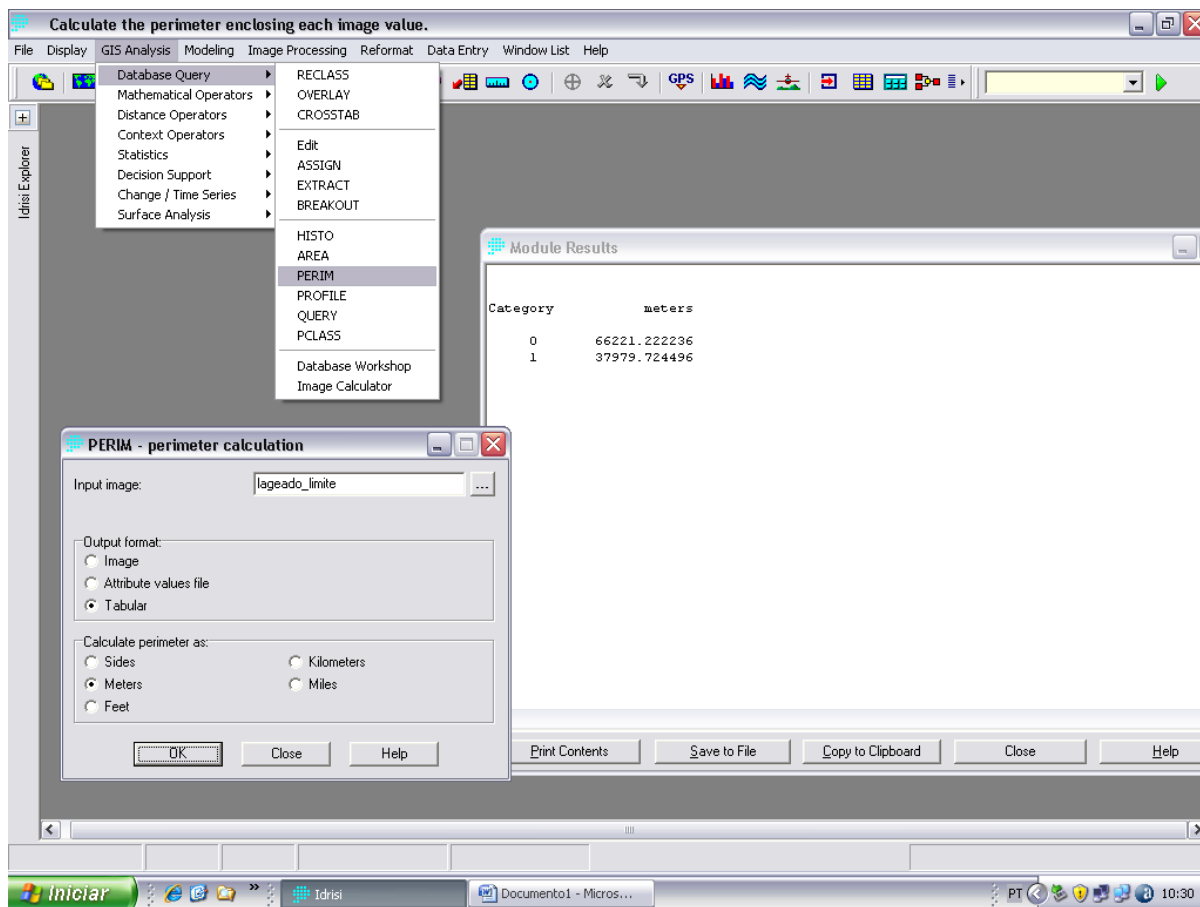 Calculate the perimeter enclosing each image value.
File Display GIS Analysis Modeling Image Processing Reformat Data Entry Window List Help
GPS
Database Query
Mathematical Operators
Distance Operators
Context Operators
Statistics
Decision Support
Change / Time Series
Surface Analysis
RECLASS
OVERLAY
CROSSTAB
Edit
ASSIGN
EXTRACT
BREAKOUT
HISTO
AREA
PERIM
PROFILE
QUERY
PCLASS
Database Workshop
Image Calculator
Idrisi Explorer
Module Results
Category meters
0 66221.222236
1 37979.724496
Print Contents Save to File Copy to Clipboard Close Help
PERIM - perimeter calculation
Input image: lageado_limite ...
Output format:
Image
Attribute values file
Tabular
Calculate perimeter as:
Sides Kilometers
Meters Miles
Feet
OK Close Help
Iniciar Idrisi Documento1 - Micros... PT 10:30